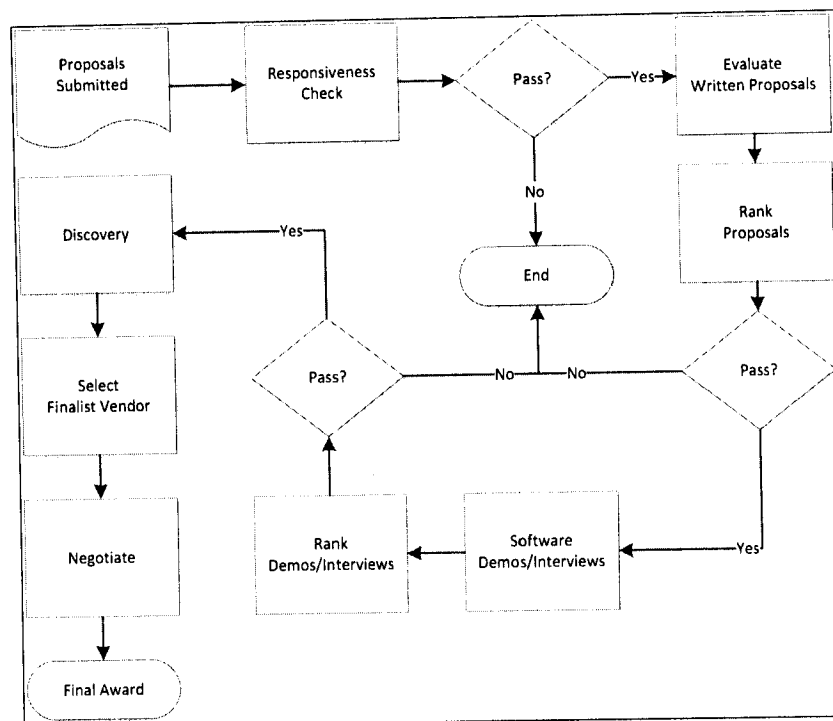 Proposals
Submitted
Responsiveness
Check
Pass?
Yes
Evaluate
Written Proposals
No
Rank
Proposals
End
Pass?
No
Yes
Software
Demos/Interviews
Rank
Demos/Interviews
Pass?
No
Yes
Discovery
Select
Finalist Vendor
Negotiate
Final Award